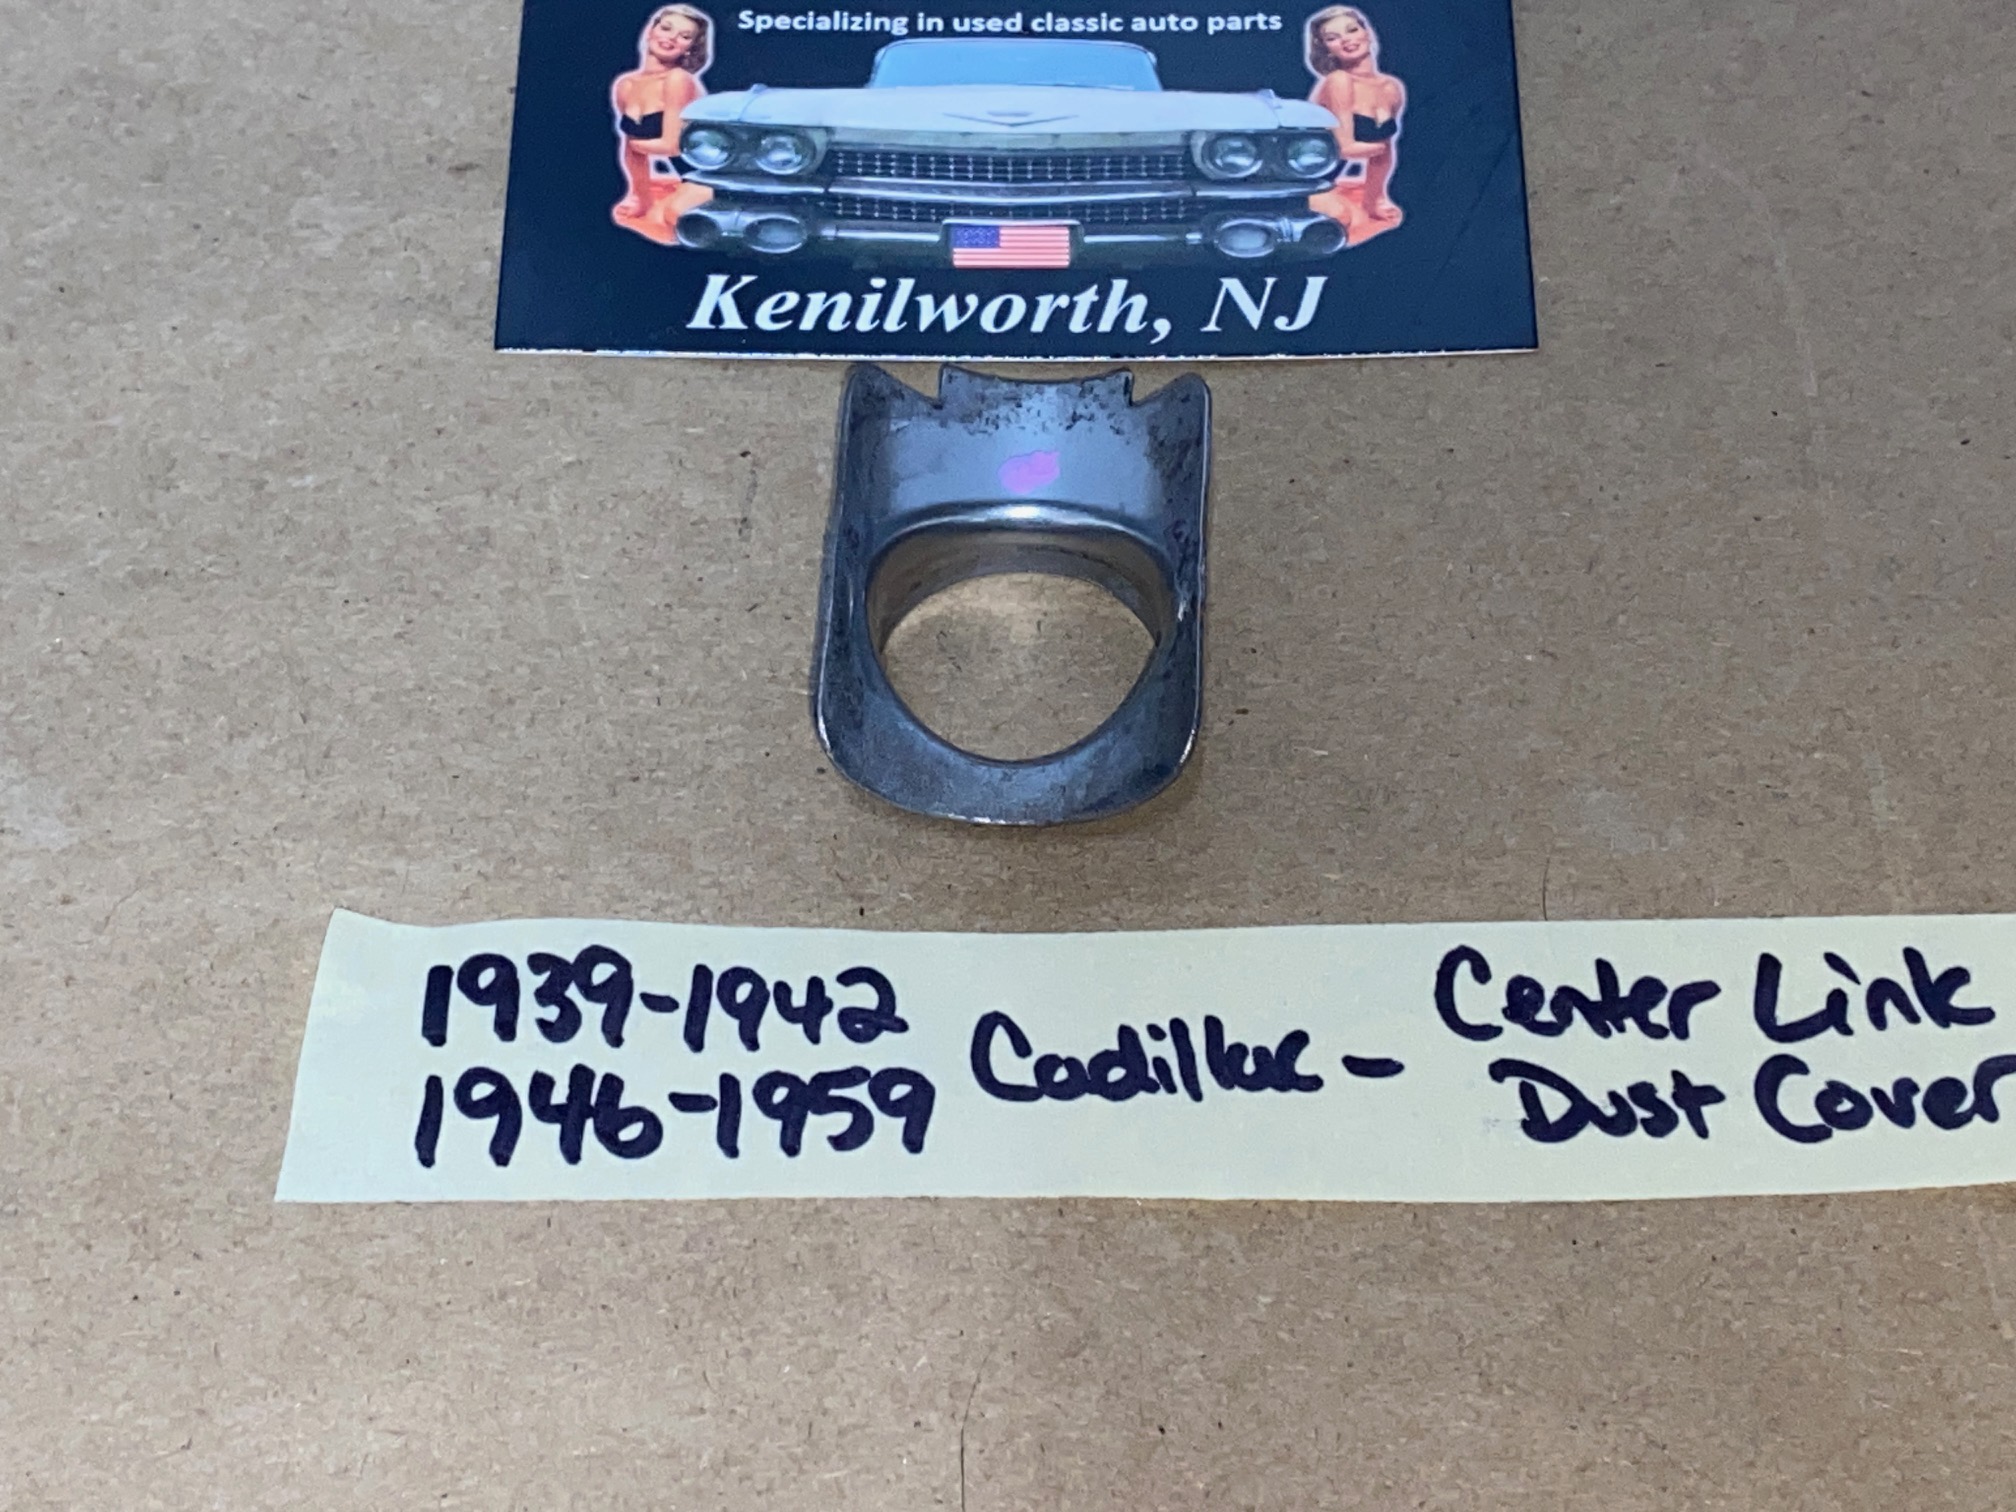 Specializing in used classic auto parts
Kenilworth, NJ
1939-1942
1946-1959
Cadillac -
Center Link
Dust Cover